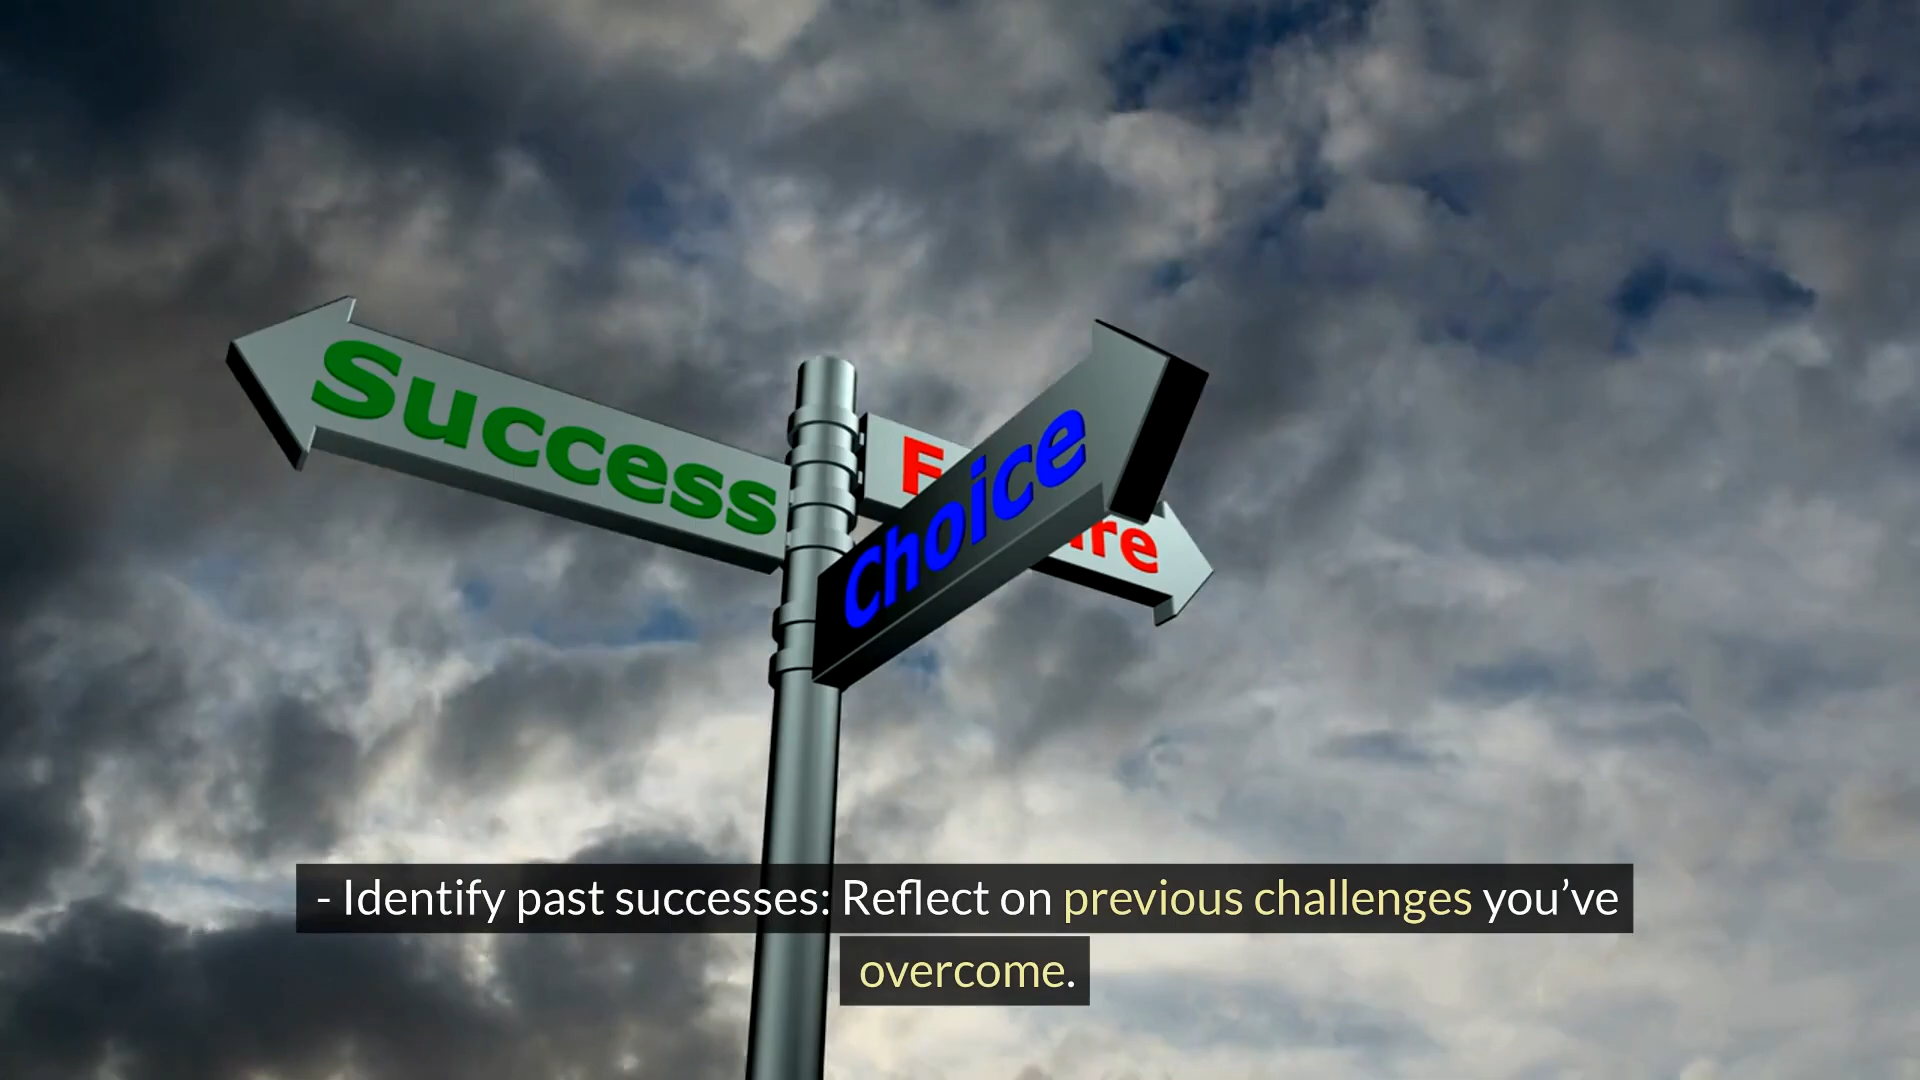 Success
Choice
- Identify past successes: Reflect on previous challenges you’ve
overcome.